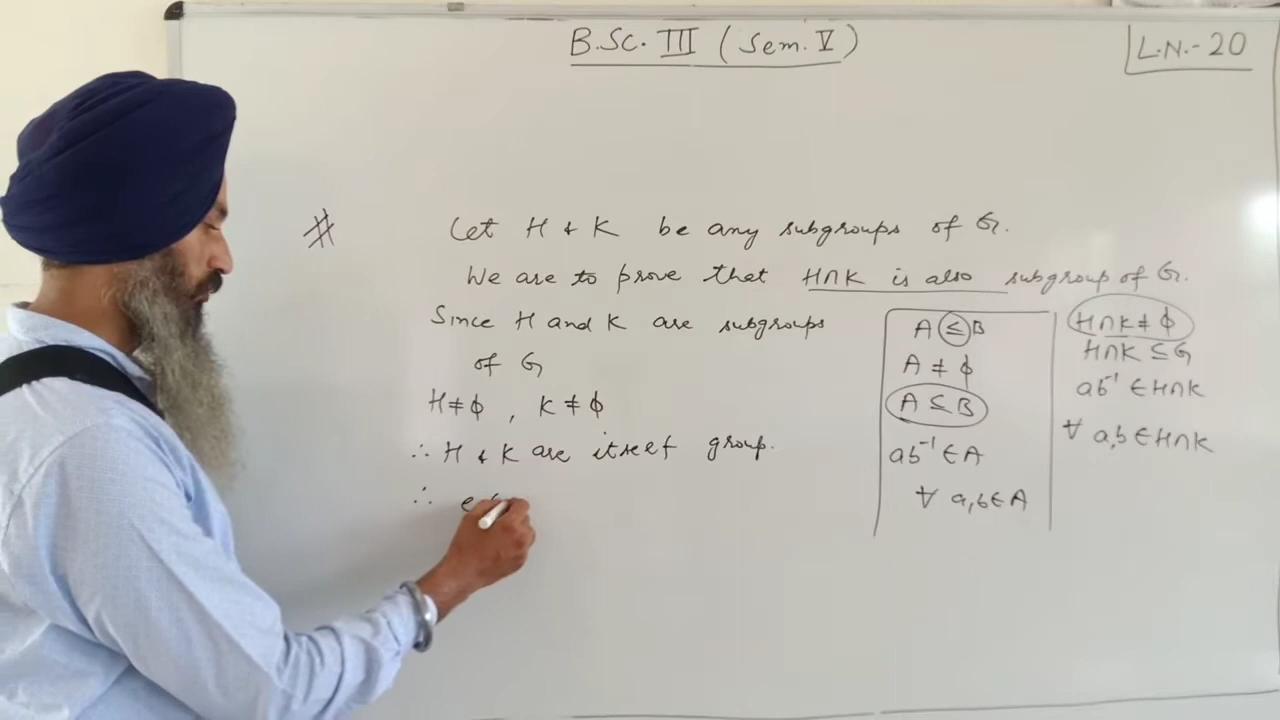 B.Sc. III (Sem. V)
L.N.-20
# Let H & K be any subgroups of G.
We are to prove that H∩K is also subgroup of G.
Since H and K are subgroups
of G
H≠ϕ , K≠ϕ
∴ H & K are itself group.
∴ e
A ≤ B
A ≠ ϕ
A ⊆ B
ab⁻¹ ∈ A
∀ a,b ∈ A
H∩K ≠ ϕ
H∩K ⊆ G
ab⁻¹ ∈ H∩K
∀ a,b ∈ H∩K